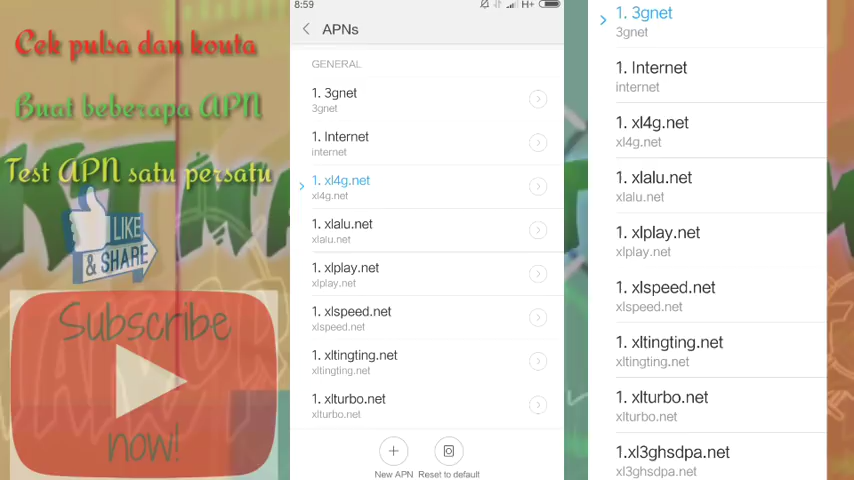 Cek pulsa dan kouta
Buat beberapa APN
Test APN satu persatu
LIKE
& SHARE
Subscribe
now!
8:59
H+
APNs
GENERAL
1. 3gnet
3gnet
1. Internet
internet
1. xl4g.net
xl4g.net
1. xlalu.net
xlalu.net
1. xlplay.net
xlplay.net
1. xlspeed.net
xlspeed.net
1. xltingting.net
xltingting.net
1. xlturbo.net
xlturbo.net
New APN
Reset to default
1. 3gnet
3gnet
1. Internet
internet
1. xl4g.net
xl4g.net
1. xlalu.net
xlalu.net
1. xlplay.net
xlplay.net
1. xlspeed.net
xlspeed.net
1. xltingting.net
xltingting.net
1. xlturbo.net
xlturbo.net
1.xl3ghsdpa.net
xl3ghsdpa.net